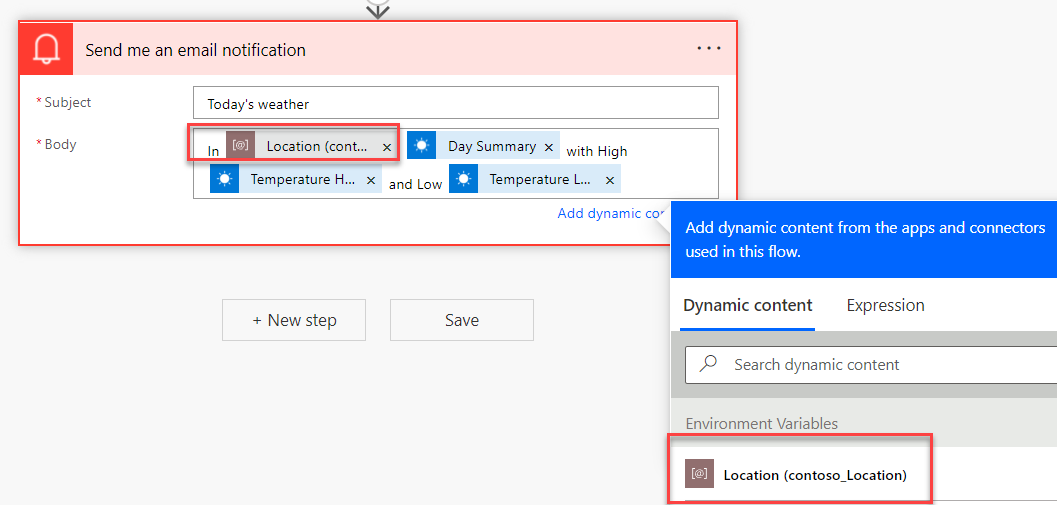 Send me an email notification
* Subject
Today's weather
* Body
In [@] Location (cont... × Day Summary × with High
Temperature H... × and Low Temperature L... ×
Add dynamic co
Add dynamic content from the apps and connectors
used in this flow.
+ New step
Save
Dynamic content
Expression
Search dynamic content
Environment Variables
[@] Location (contoso_Location)